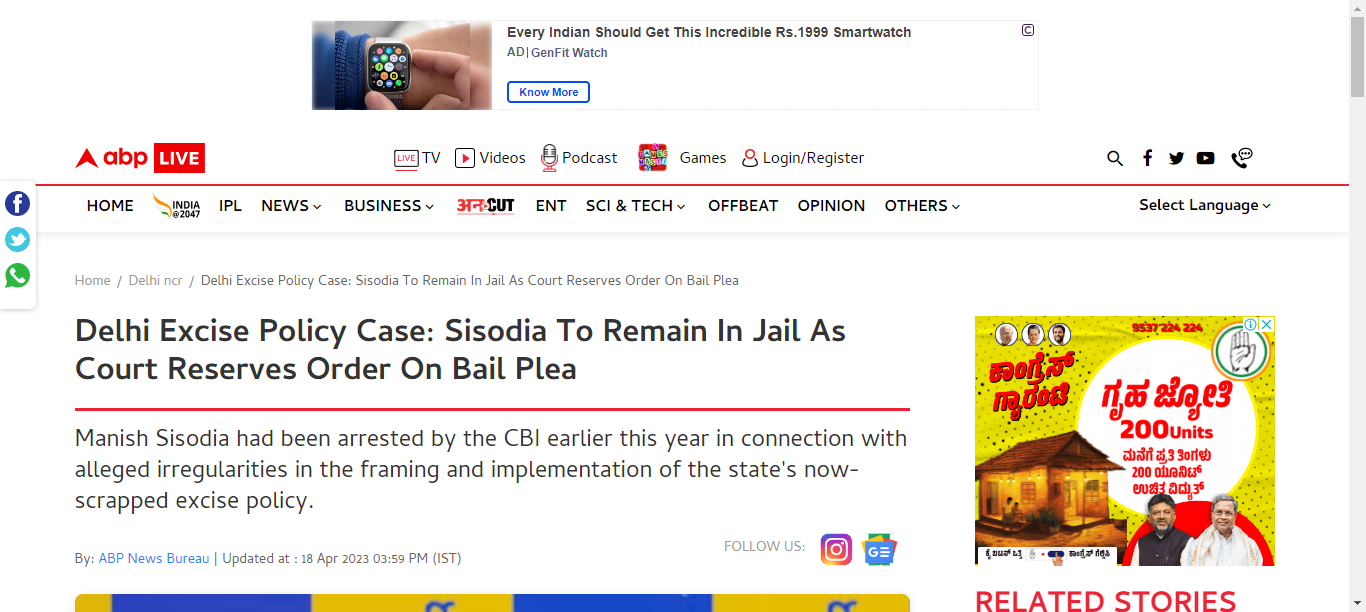 Every Indian Should Get This Incredible Rs.1999 Smartwatch
AD| GenFit Watch
Know More
abp LIVE
LIVE TV Videos Podcast Games Login/Register
HOME INDIA @2047 IPL NEWS BUSINESS अनCUT ENT SCI & TECH OFFBEAT OPINION OTHERS Select Language
Home / Delhi ncr / Delhi Excise Policy Case: Sisodia To Remain In Jail As Court Reserves Order On Bail Plea
Delhi Excise Policy Case: Sisodia To Remain In Jail As
Court Reserves Order On Bail Plea
Manish Sisodia had been arrested by the CBI earlier this year in connection with
alleged irregularities in the framing and implementation of the state's now-
scrapped excise policy.
By: ABP News Bureau | Updated at : 18 Apr 2023 03:59 PM (IST)
FOLLOW US:
GE
9537 224 224
ಕಾಂಗ್ರೆಸ್
ಗ್ಯಾರಂಟಿ
ಗೃಹ ಜ್ಯೋತಿ
200 Units
ಮನೆಗೆ ಪ್ರತಿ ತಿಂಗಳು
200 ಯೂನಿಟ್
ಉಚಿತ ವಿದ್ಯುತ್
ಕೈ ಬಟನ್ ಒತ್ತಿ ಕಾಂಗ್ರೆಸ್ ಗೆಲ್ಲಿಸಿ
RELATED STORIES